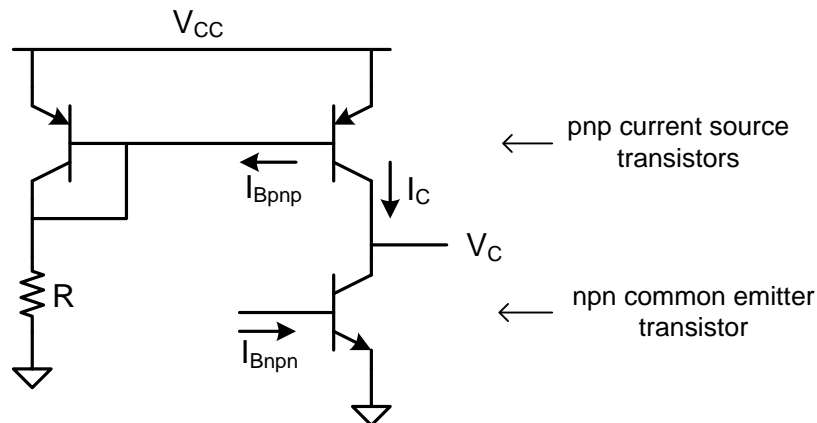 VCC
pnp current source
transistors
IBpnp
IC
VC
R
npn common emitter
transistor
IBnpn